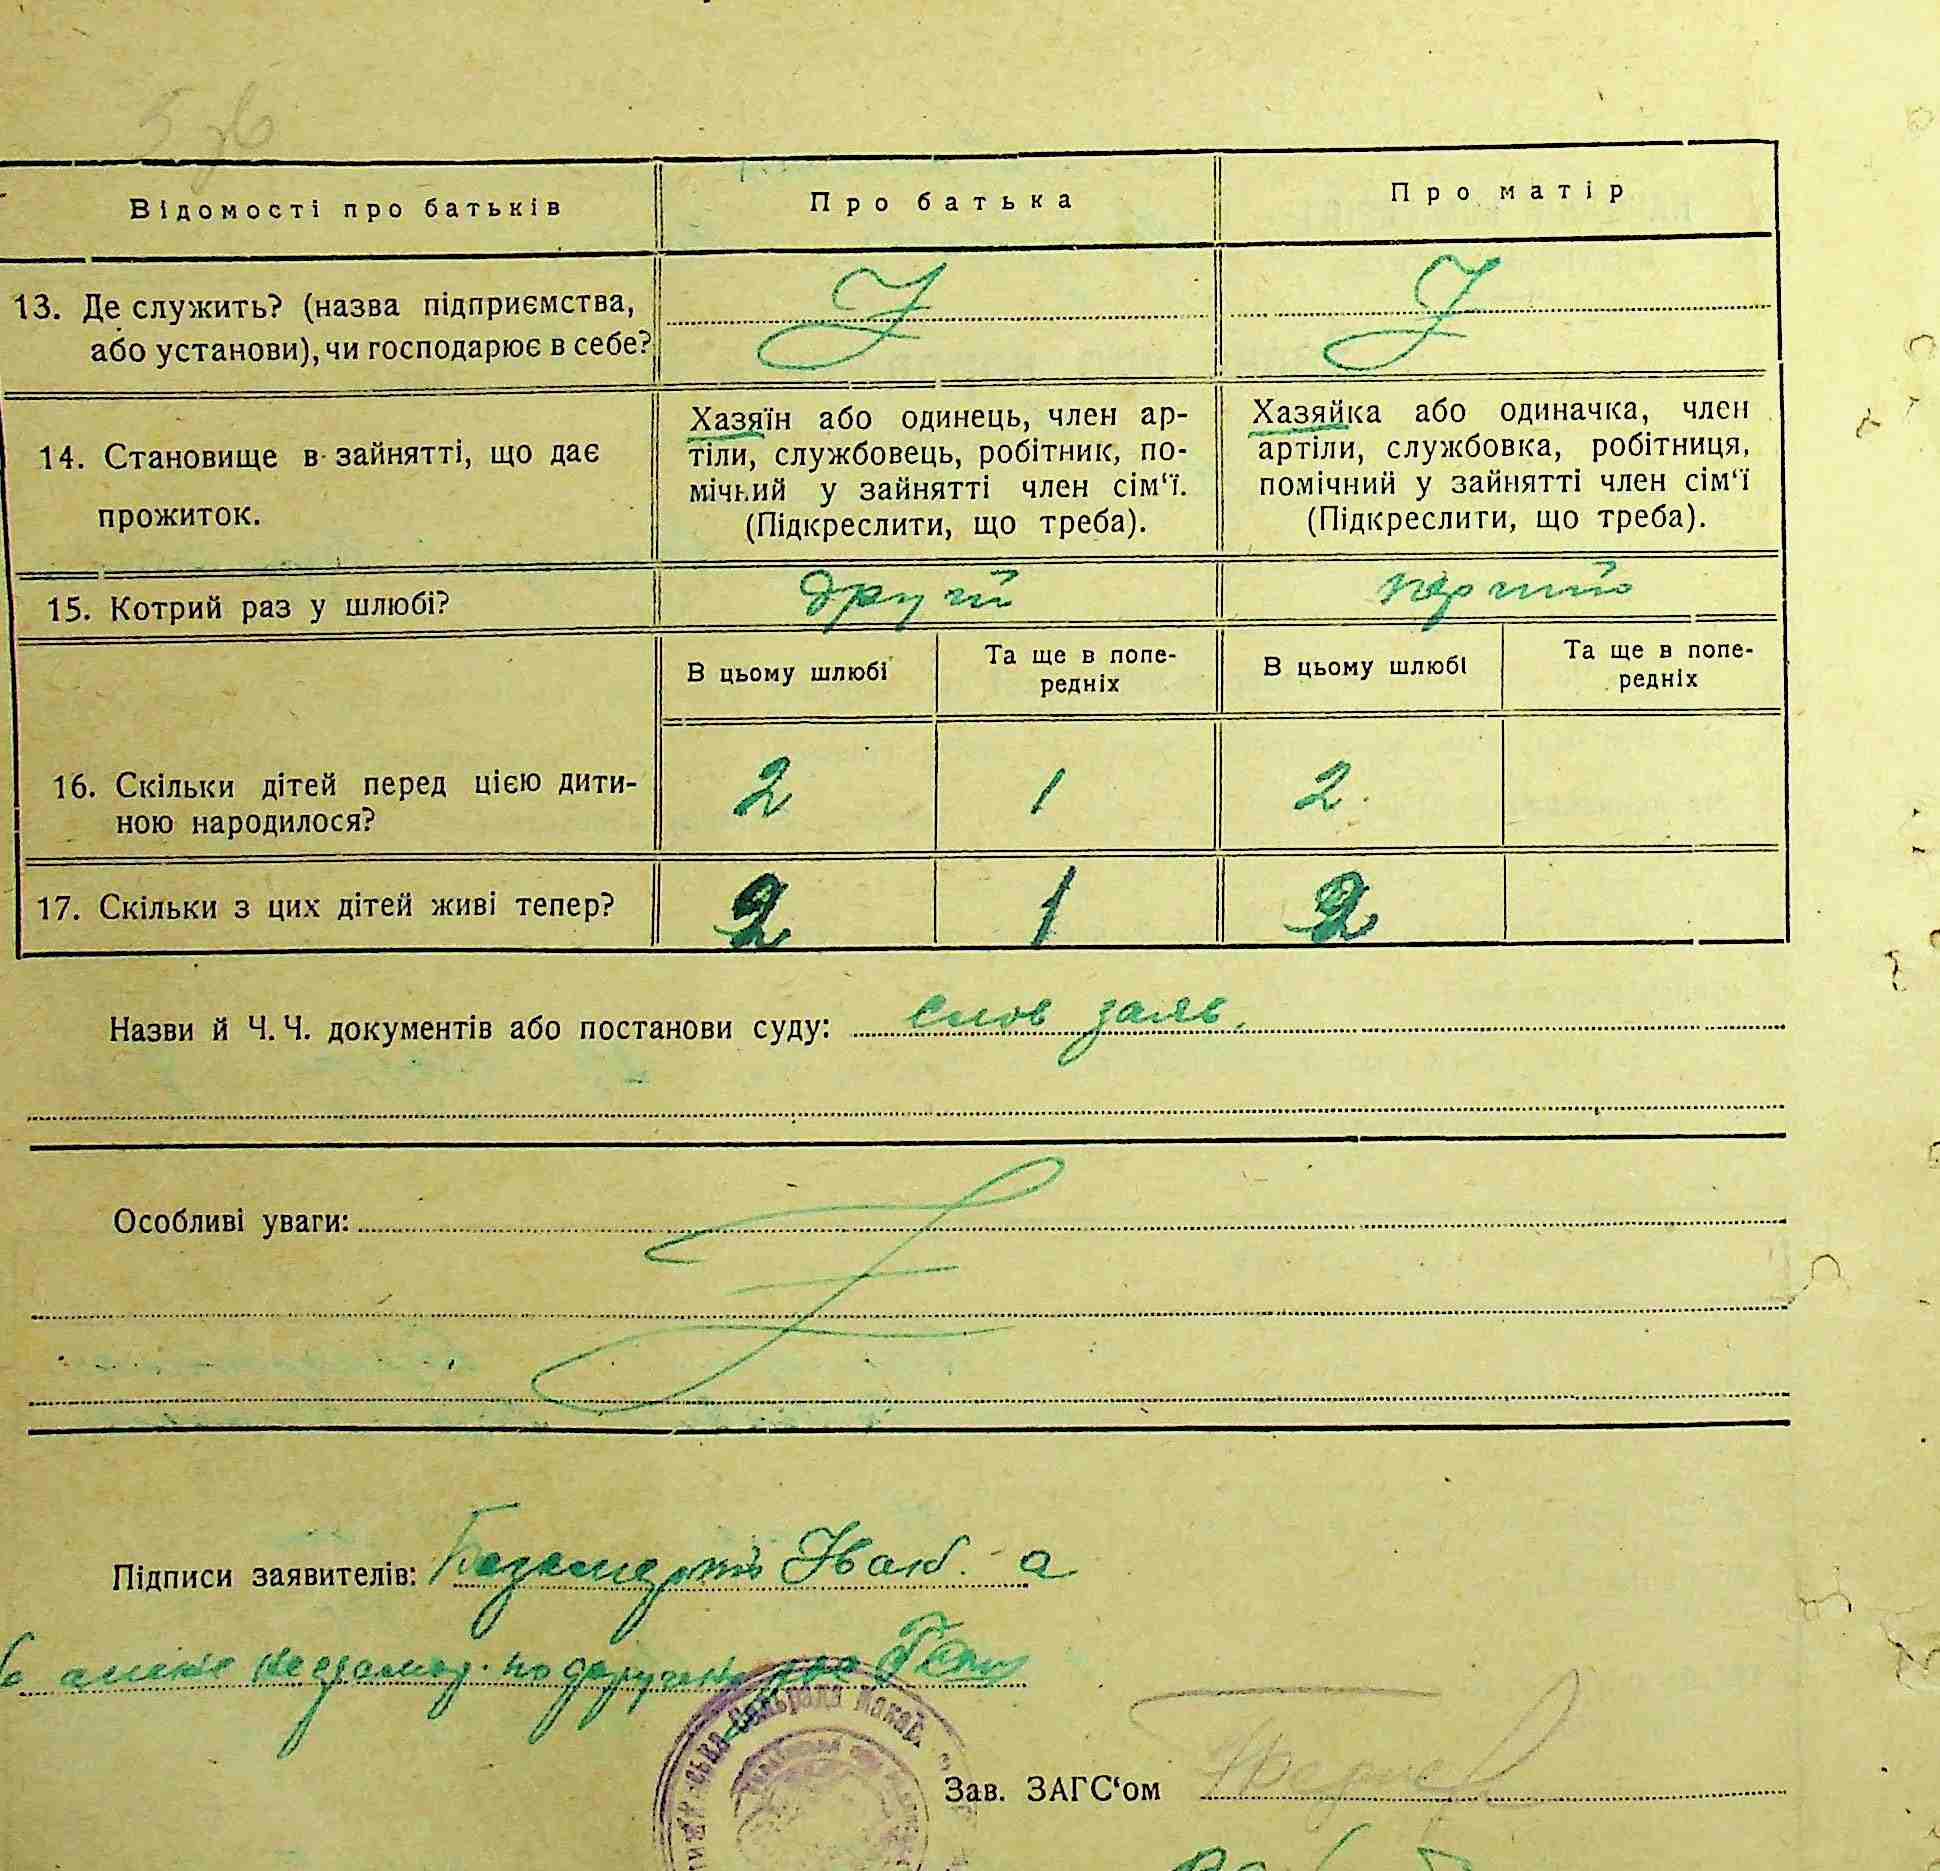 Відомості про батьків
Про батька
Про матір
13. Де служить? (назва підприємства,
або установи), чи господарює в себе?
14. Становище в зайнятті, що дає
прожиток.
Хазяїн або одинець, член ар-
тіли, службовець, робітник, по-
мічний у зайнятті член сім‘ї.
(Підкреслити, що треба).
Хазяйка або одиначка, член
артіли, службовка, робітниця,
помічний у зайнятті член сім‘ї
(Підкреслити, що треба).
15. Котрий раз у шлюбі?
другий
перший
В цьому шлюбі
Та ще в попе-
редніх
В цьому шлюбі
Та ще в попе-
редніх
16. Скільки дітей перед цією дити-
ною народилося?
2
1
2
17. Скільки з цих дітей живі тепер?
2
1
2
Назви й Ч. Ч. документів або постанови суду: слов заяв.
Особливі уваги:
Підписи заявителів: а
Сельрада Макав.
Зав. ЗАГС‘ом